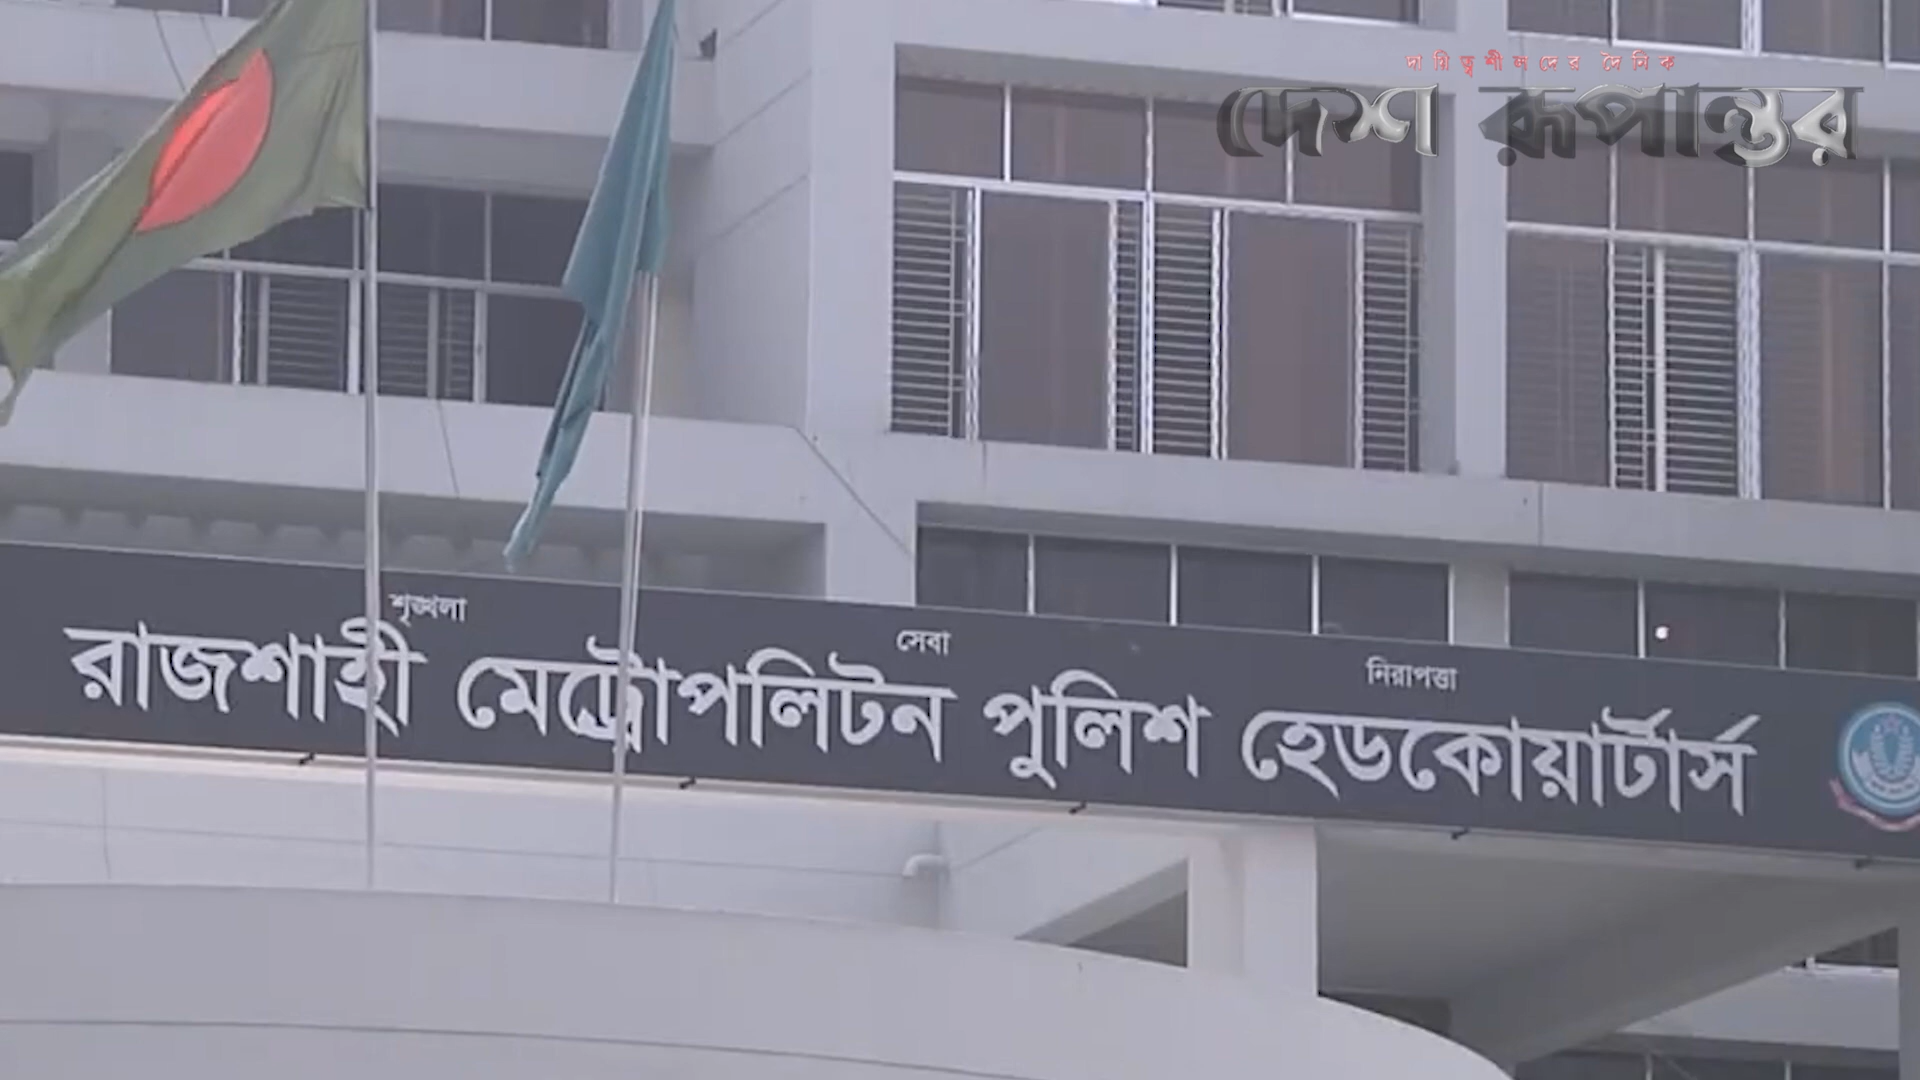 দায়িত্বশীলদের দৈনিক
দেশ রূপান্তর
শৃঙ্খলা সেবা নিরাপত্তা
রাজশাহী মেট্রোপলিটন পুলিশ হেডকোয়ার্টার্স